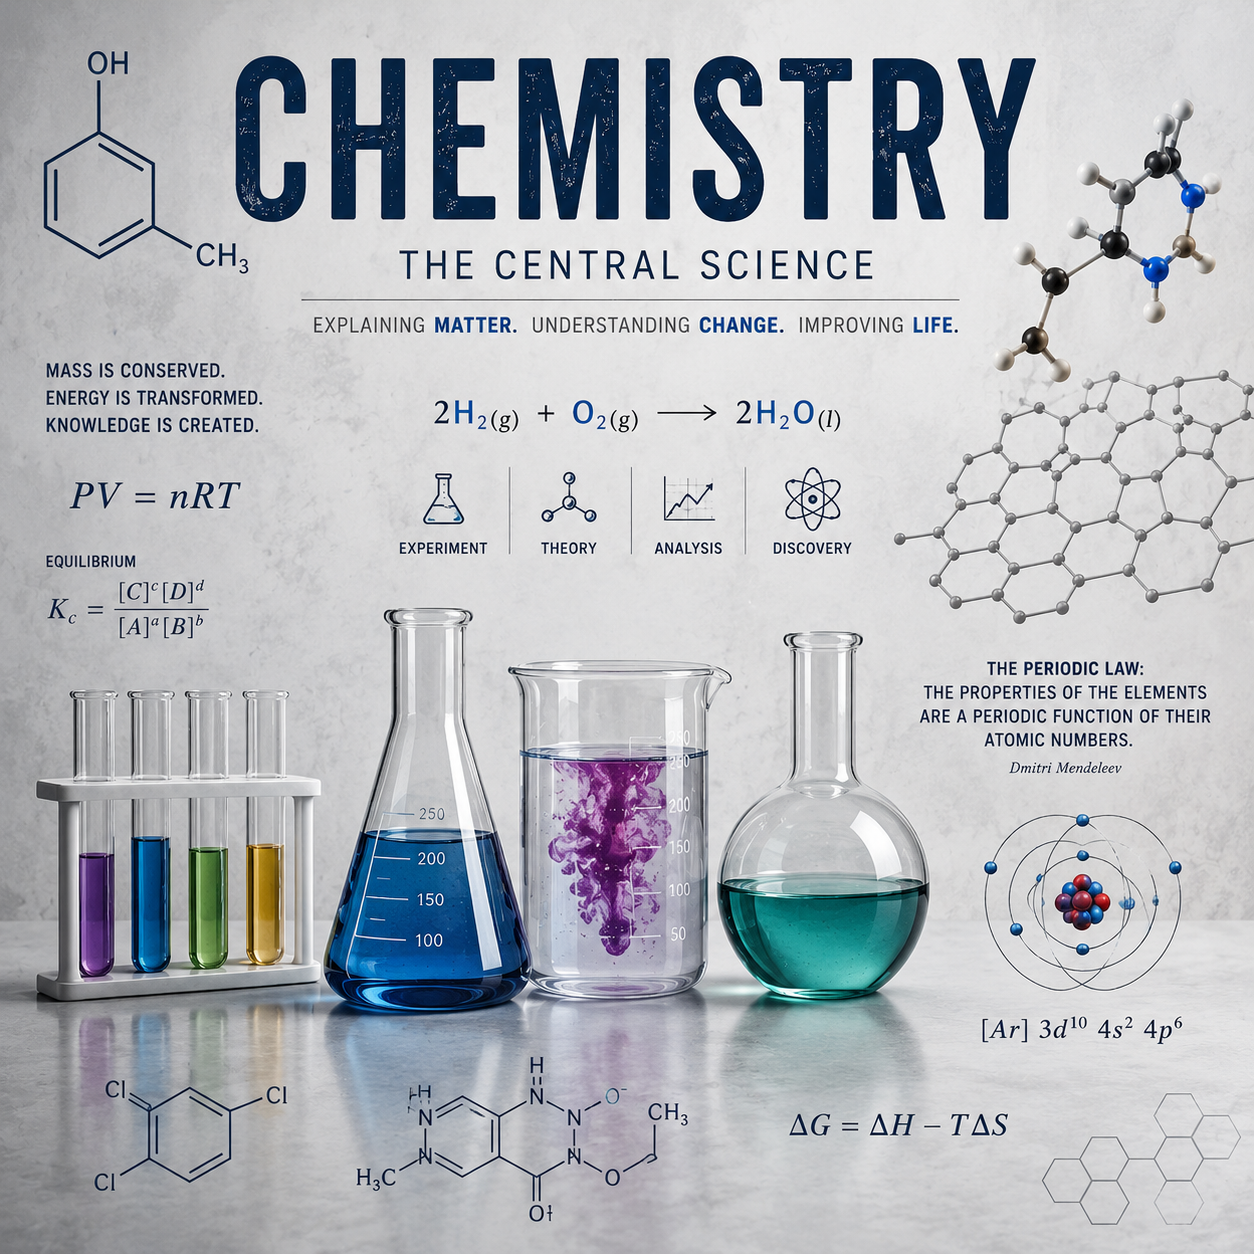 OH
CH₃
CHEMISTRY
THE CENTRAL SCIENCE
EXPLAINING MATTER. UNDERSTANDING CHANGE. IMPROVING LIFE.
MASS IS CONSERVED.
ENERGY IS TRANSFORMED.
KNOWLEDGE IS CREATED.
2H₂(g) + O₂(g) ⟶ 2H₂O(l)
PV = nRT
EXPERIMENT
THEORY
ANALYSIS
DISCOVERY
EQUILIBRIUM
K_c = [C]^c [D]^d / [A]^a [B]^b
THE PERIODIC LAW:
THE PROPERTIES OF THE ELEMENTS
ARE A PERIODIC FUNCTION OF THEIR
ATOMIC NUMBERS.
Dmitri Mendeleev
250
200
150
100
250
200
150
100
50
[Ar] 3d¹⁰ 4s² 4p⁶
Cl
Cl
Cl
H
N
N
H
N
N
N
O⁻
CH₃
O
H₃C
ΔG = ΔH − TΔS